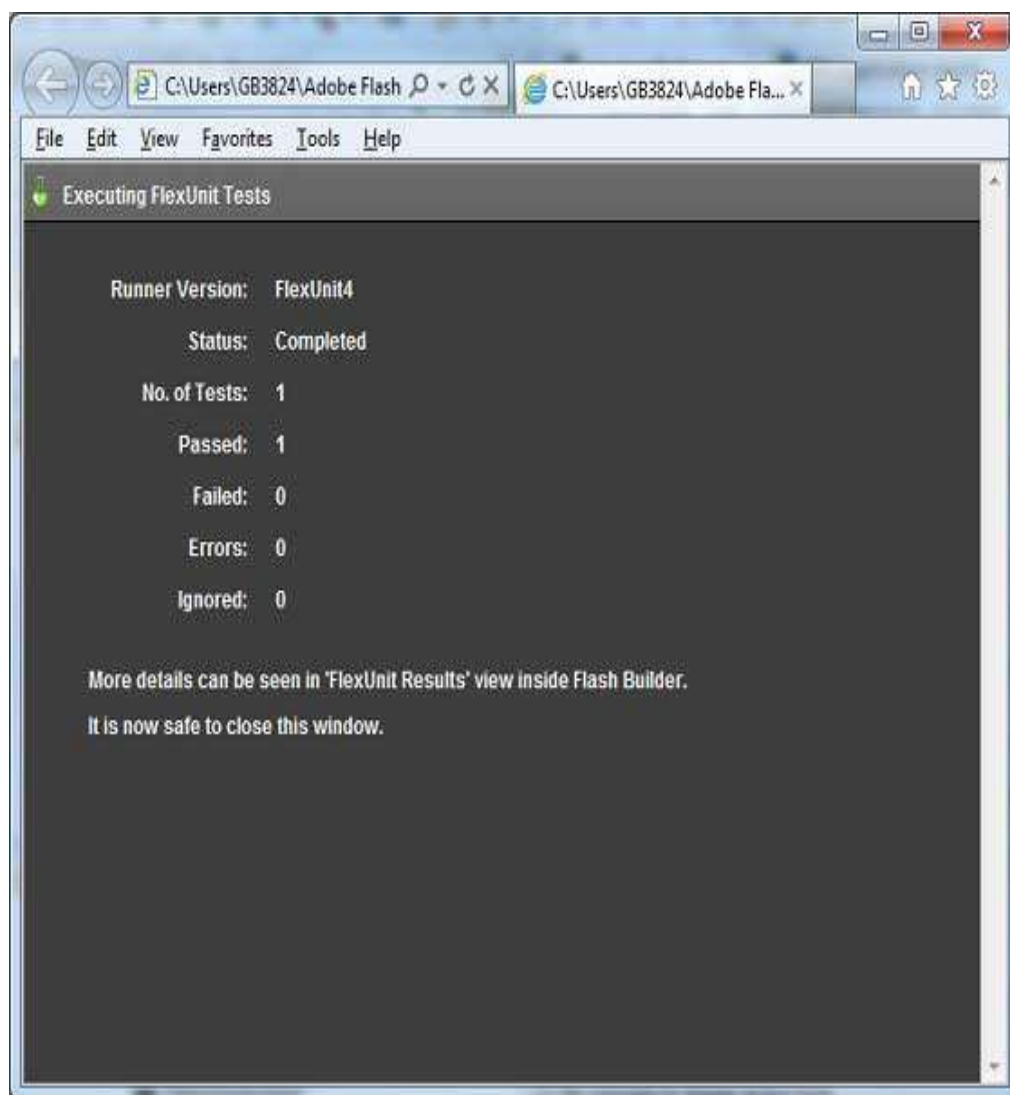 C:\Users\GB3824\Adobe Flash
C:\Users\GB3824\Adobe Fla...
File Edit View Favorites Tools Help
Executing FlexUnit Tests
Runner Version: FlexUnit4
Status: Completed
No. of Tests: 1
Passed: 1
Failed: 0
Errors: 0
Ignored: 0
More details can be seen in 'FlexUnit Results' view inside Flash Builder.
It is now safe to close this window.